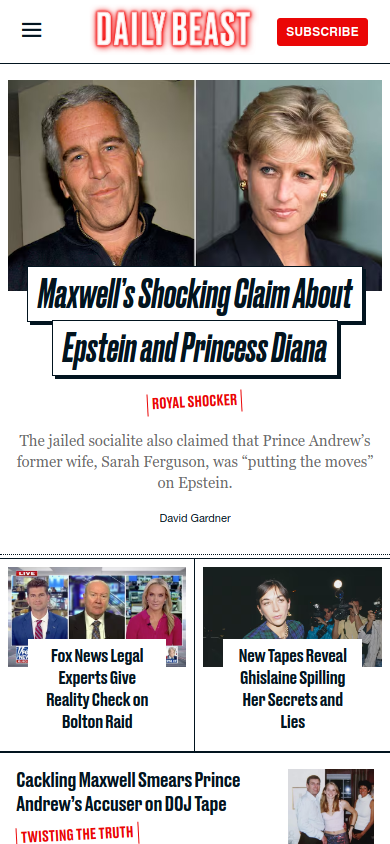 DAILY BEAST
SUBSCRIBE
Maxwell’s Shocking Claim About
Epstein and Princess Diana
ROYAL SHOCKER
The jailed socialite also claimed that Prince Andrew’s
former wife, Sarah Ferguson, was “putting the moves”
on Epstein.
David Gardner
LIVE
Fox News Legal
Experts Give
Reality Check on
Bolton Raid
New Tapes Reveal
Ghislaine Spilling
Her Secrets and
Lies
Cackling Maxwell Smears Prince
Andrew’s Accuser on DOJ Tape
TWISTING THE TRUTH